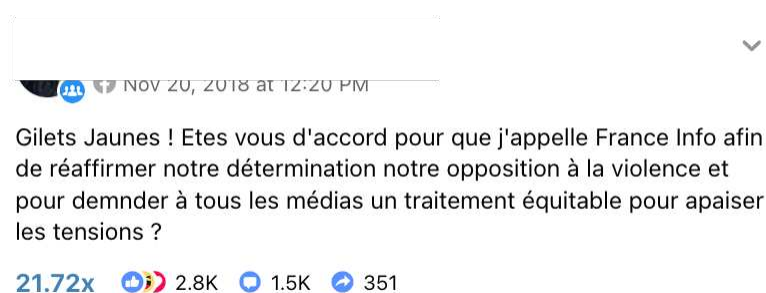 Nov 20, 2018 at 12:20 PM
Gilets Jaunes ! Etes vous d'accord pour que j'appelle France Info afin
de réaffirmer notre détermination notre opposition à la violence et
pour demnder à tous les médias un traitement équitable pour apaiser
les tensions ?
21.72x 2.8K 1.5K 351